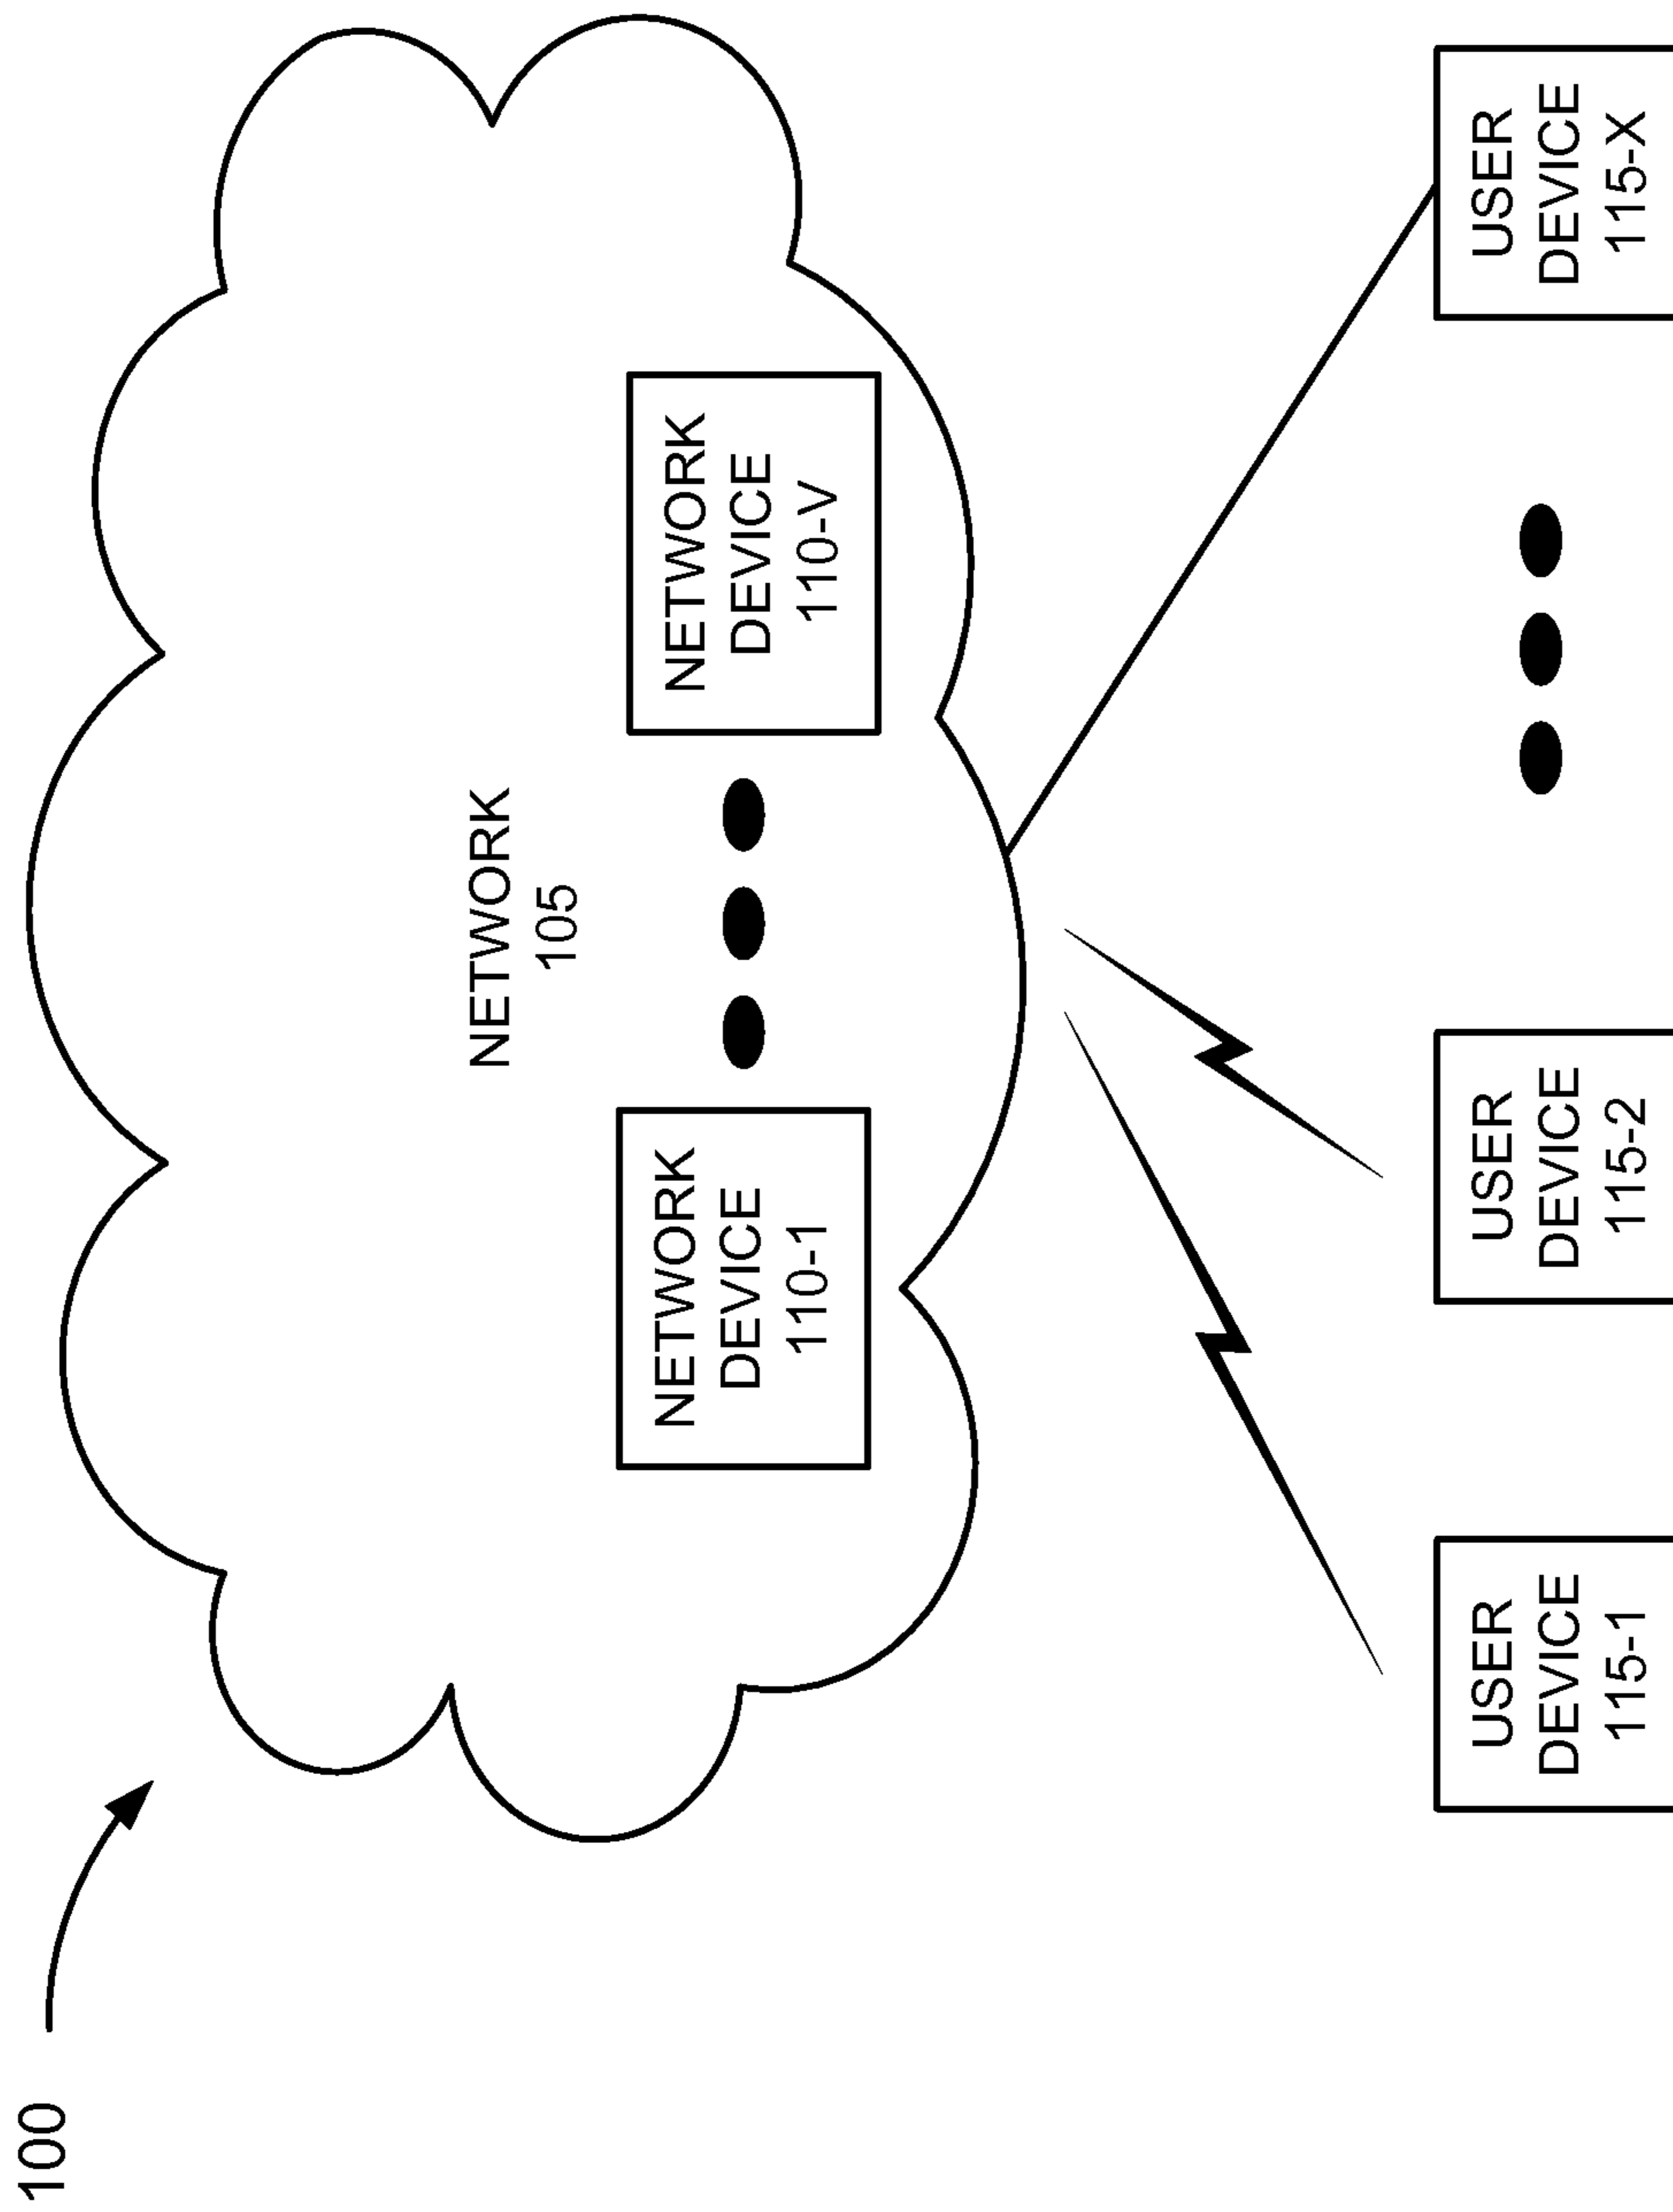 100
NETWORK
105
NETWORK
DEVICE
110-1
NETWORK
DEVICE
110-V
USER
DEVICE
115-1
USER
DEVICE
115-2
USER
DEVICE
115-X